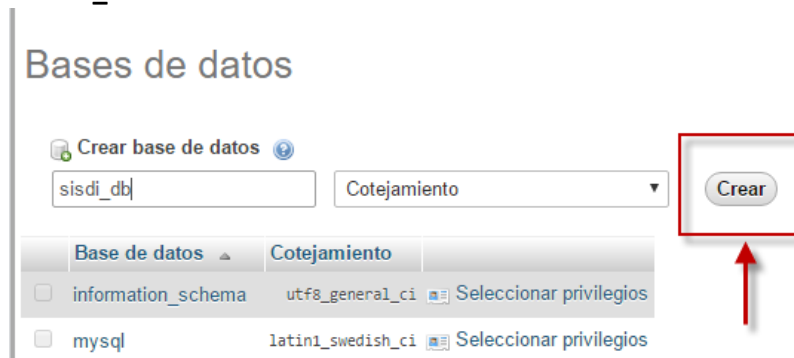 Bases de datos
Crear base de datos
sisdi_db Cotejamiento Crear
Base de datos Cotejamiento
information_schema utf8_general_ci Seleccionar privilegios
mysql latin1_swedish_ci Seleccionar privilegios